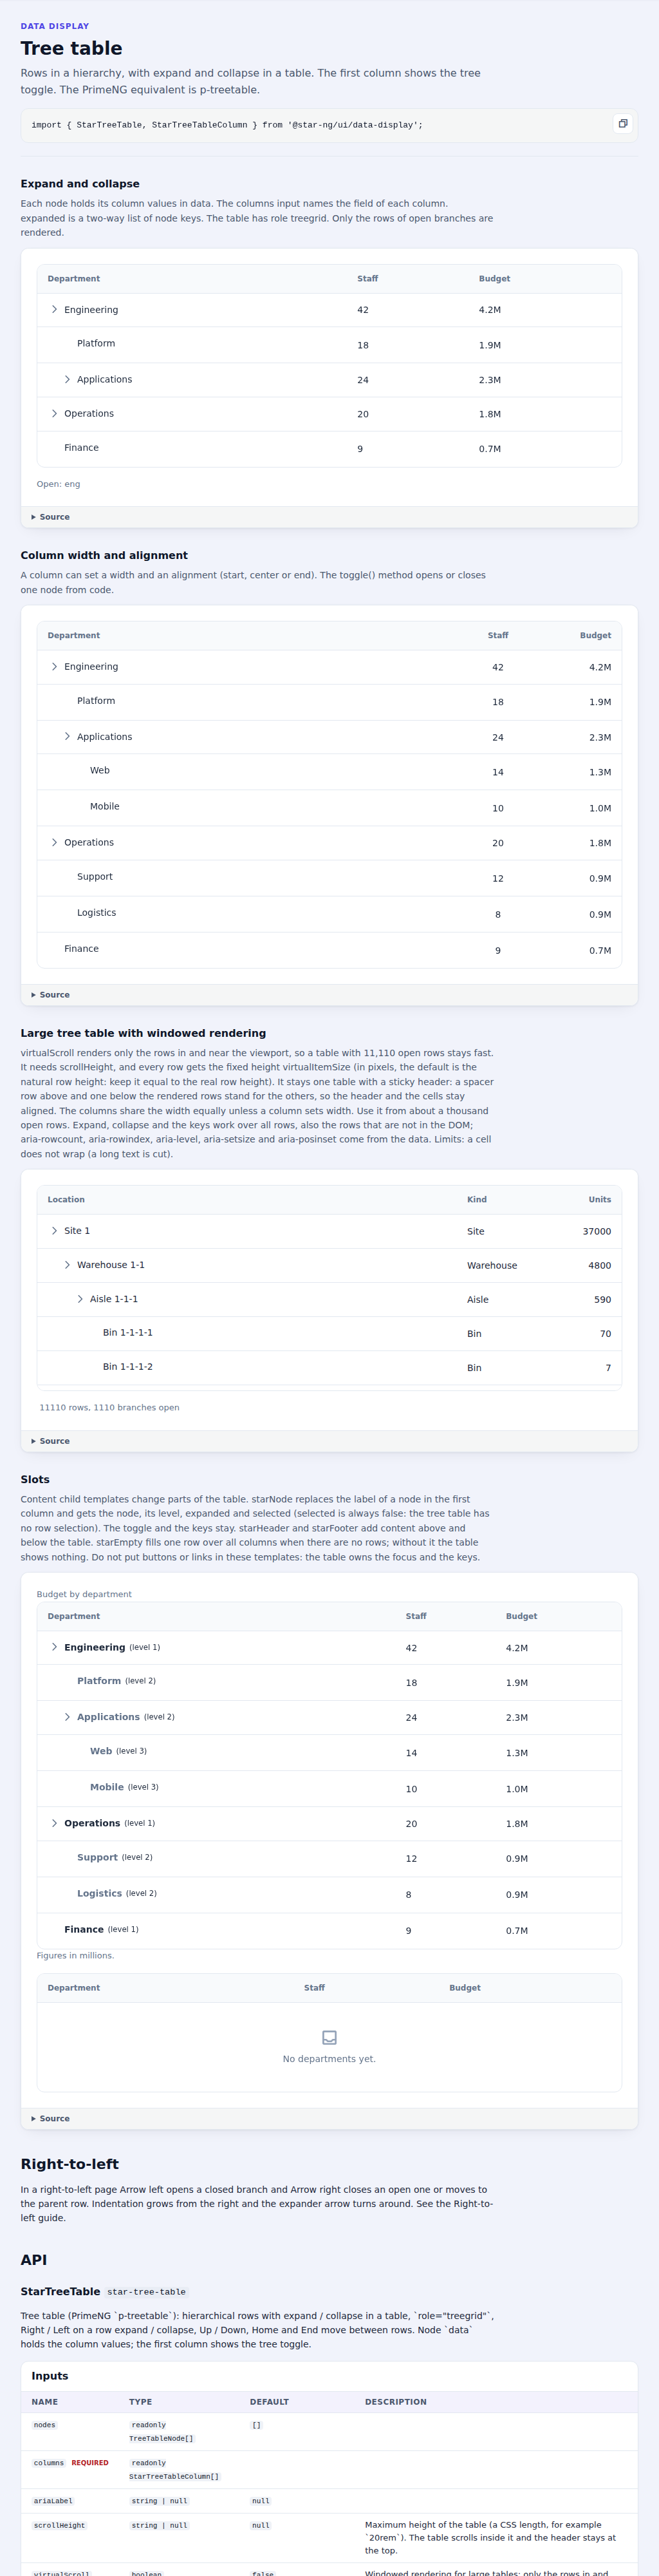 DATA DISPLAY
Tree table
Rows in a hierarchy, with expand and collapse in a table. The first column shows the tree
toggle. The PrimeNG equivalent is p-treetable.
import { StarTreeTable, StarTreeTableColumn } from '@star-ng/ui/data-display';
Expand and collapse
Each node holds its column values in data. The columns input names the field of each column.
expanded is a two-way list of node keys. The table has role treegrid. Only the rows of open branches are
rendered.
Department Staff Budget
Engineering 42 4.2M
Platform 18 1.9M
Applications 24 2.3M
Operations 20 1.8M
Finance 9 0.7M
Open: eng
Source
Column width and alignment
A column can set a width and an alignment (start, center or end). The toggle() method opens or closes
one node from code.
Department Staff Budget
Engineering 42 4.2M
Platform 18 1.9M
Applications 24 2.3M
Web 14 1.3M
Mobile 10 1.0M
Operations 20 1.8M
Support 12 0.9M
Logistics 8 0.9M
Finance 9 0.7M
Source
Large tree table with windowed rendering
virtualScroll renders only the rows in and near the viewport, so a table with 11,110 open rows stays fast.
It needs scrollHeight, and every row gets the fixed height virtualItemSize (in pixels, the default is the
natural row height: keep it equal to the real row height). It stays one table with a sticky header: a spacer
row above and one below the rendered rows stand for the others, so the header and the cells stay
aligned. The columns share the width equally unless a column sets width. Use it from about a thousand
open rows. Expand, collapse and the keys work over all rows, also the rows that are not in the DOM;
aria-rowcount, aria-rowindex, aria-level, aria-setsize and aria-posinset come from the data. Limits: a cell
does not wrap (a long text is cut).
Location Kind Units
Site 1 Site 37000
Warehouse 1-1 Warehouse 4800
Aisle 1-1-1 Aisle 590
Bin 1-1-1-1 Bin 70
Bin 1-1-1-2 Bin 7
11110 rows, 1110 branches open
Source
Slots
Content child templates change parts of the table. starNode replaces the label of a node in the first
column and gets the node, its level, expanded and selected (selected is always false: the tree table has
no row selection). The toggle and the keys stay. starHeader and starFooter add content above and
below the table. starEmpty fills one row over all columns when there are no rows; without it the table
shows nothing. Do not put buttons or links in these templates: the table owns the focus and the keys.
Budget by department
Department Staff Budget
Engineering (level 1) 42 4.2M
Platform (level 2) 18 1.9M
Applications (level 2) 24 2.3M
Web (level 3) 14 1.3M
Mobile (level 3) 10 1.0M
Operations (level 1) 20 1.8M
Support (level 2) 12 0.9M
Logistics (level 2) 8 0.9M
Finance (level 1) 9 0.7M
Figures in millions.
Department Staff Budget
No departments yet.
Source
Right-to-left
In a right-to-left page Arrow left opens a closed branch and Arrow right closes an open one or moves to
the parent row. Indentation grows from the right and the expander arrow turns around. See the Right-to-
left guide.
API
StarTreeTable star-tree-table
Tree table (PrimeNG `p-treetable`): hierarchical rows with expand / collapse in a table, `role="treegrid"`,
Right / Left on a row expand / collapse, Up / Down, Home and End move between rows. Node `data`
holds the column values; the first column shows the tree toggle.
Inputs
NAME TYPE DEFAULT DESCRIPTION
nodes readonly TreeTableNode[] []
columns REQUIRED readonly StarTreeTableColumn[]
ariaLabel string | null null
scrollHeight string | null null Maximum height of the table (a CSS length, for example
`20rem`). The table scrolls inside it and the header stays at
the top.
virtualScroll boolean false Windowed rendering for large tables: only the rows in and